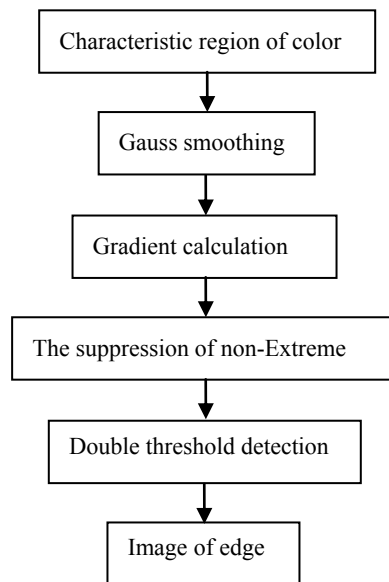 Characteristic region of color
Gauss smoothing
Gradient calculation
The suppression of non-Extreme
Double threshold detection
Image of edge